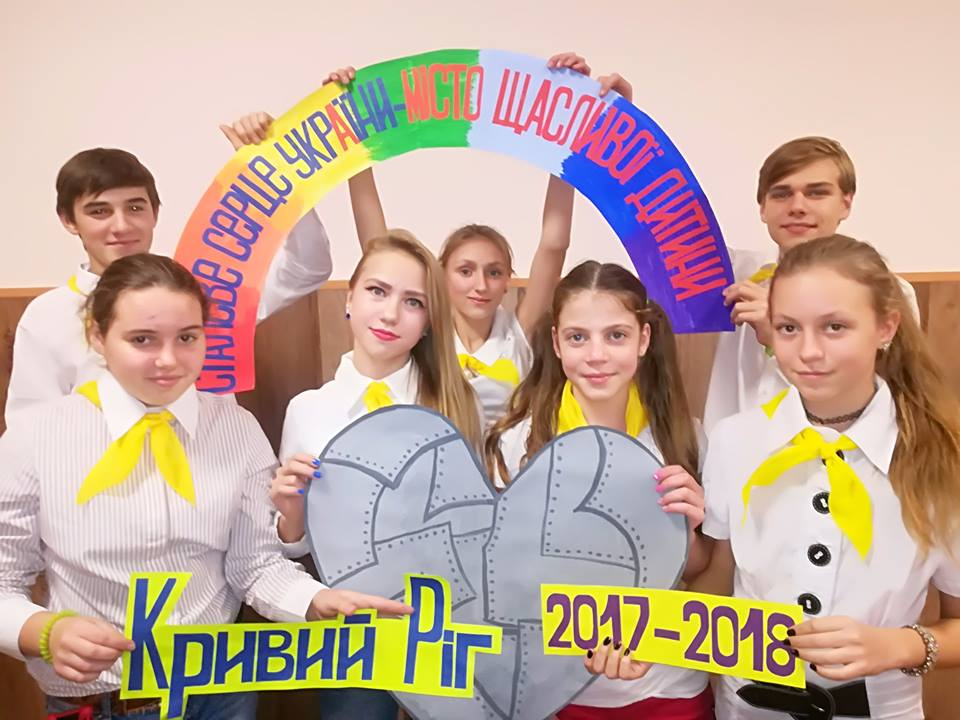 СТАЛЕВЕ СЕРЦЕ УКРАЇНИ-МІСТО ЩАСЛИВОЇ ДИТИНИ
Кривий Ріг
2017-2018